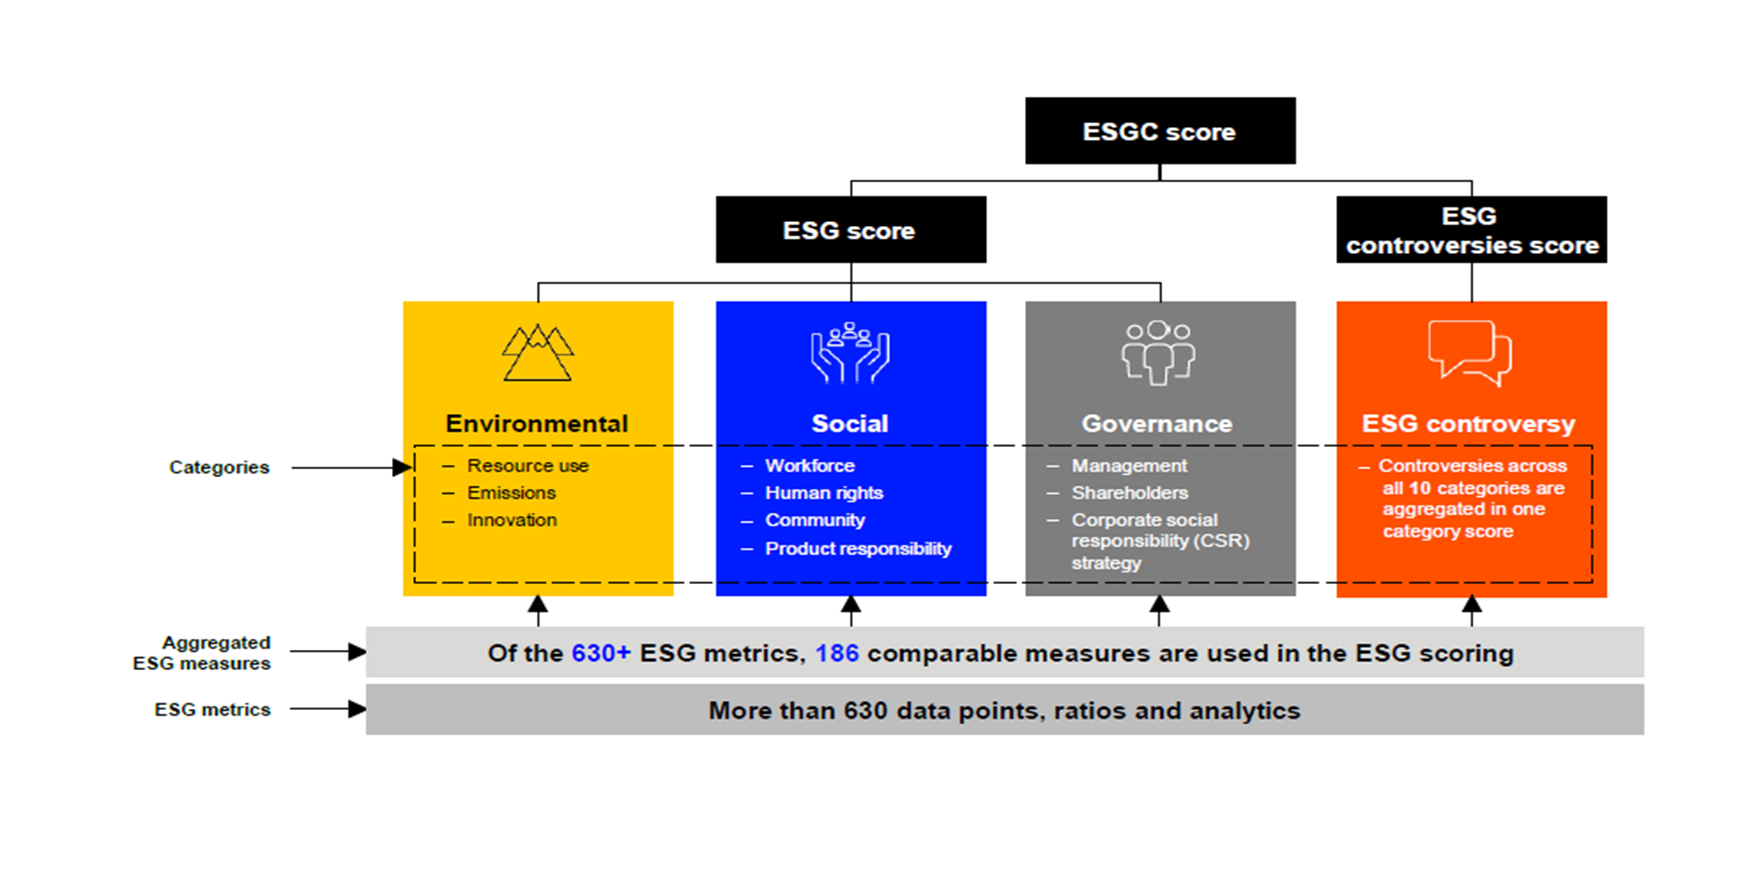 ESGC score
ESG score
ESG
controversies score
Environmental
– Resource use
– Emissions
– Innovation
Social
– Workforce
– Human rights
– Community
– Product responsibility
Governance
– Management
– Shareholders
– Corporate social
responsibility (CSR)
strategy
ESG controversy
– Controversies across
all 10 categories are
aggregated in one
category score
Categories
Aggregated
ESG measures
Of the 630+ ESG metrics, 186 comparable measures are used in the ESG scoring
ESG metrics
More than 630 data points, ratios and analytics